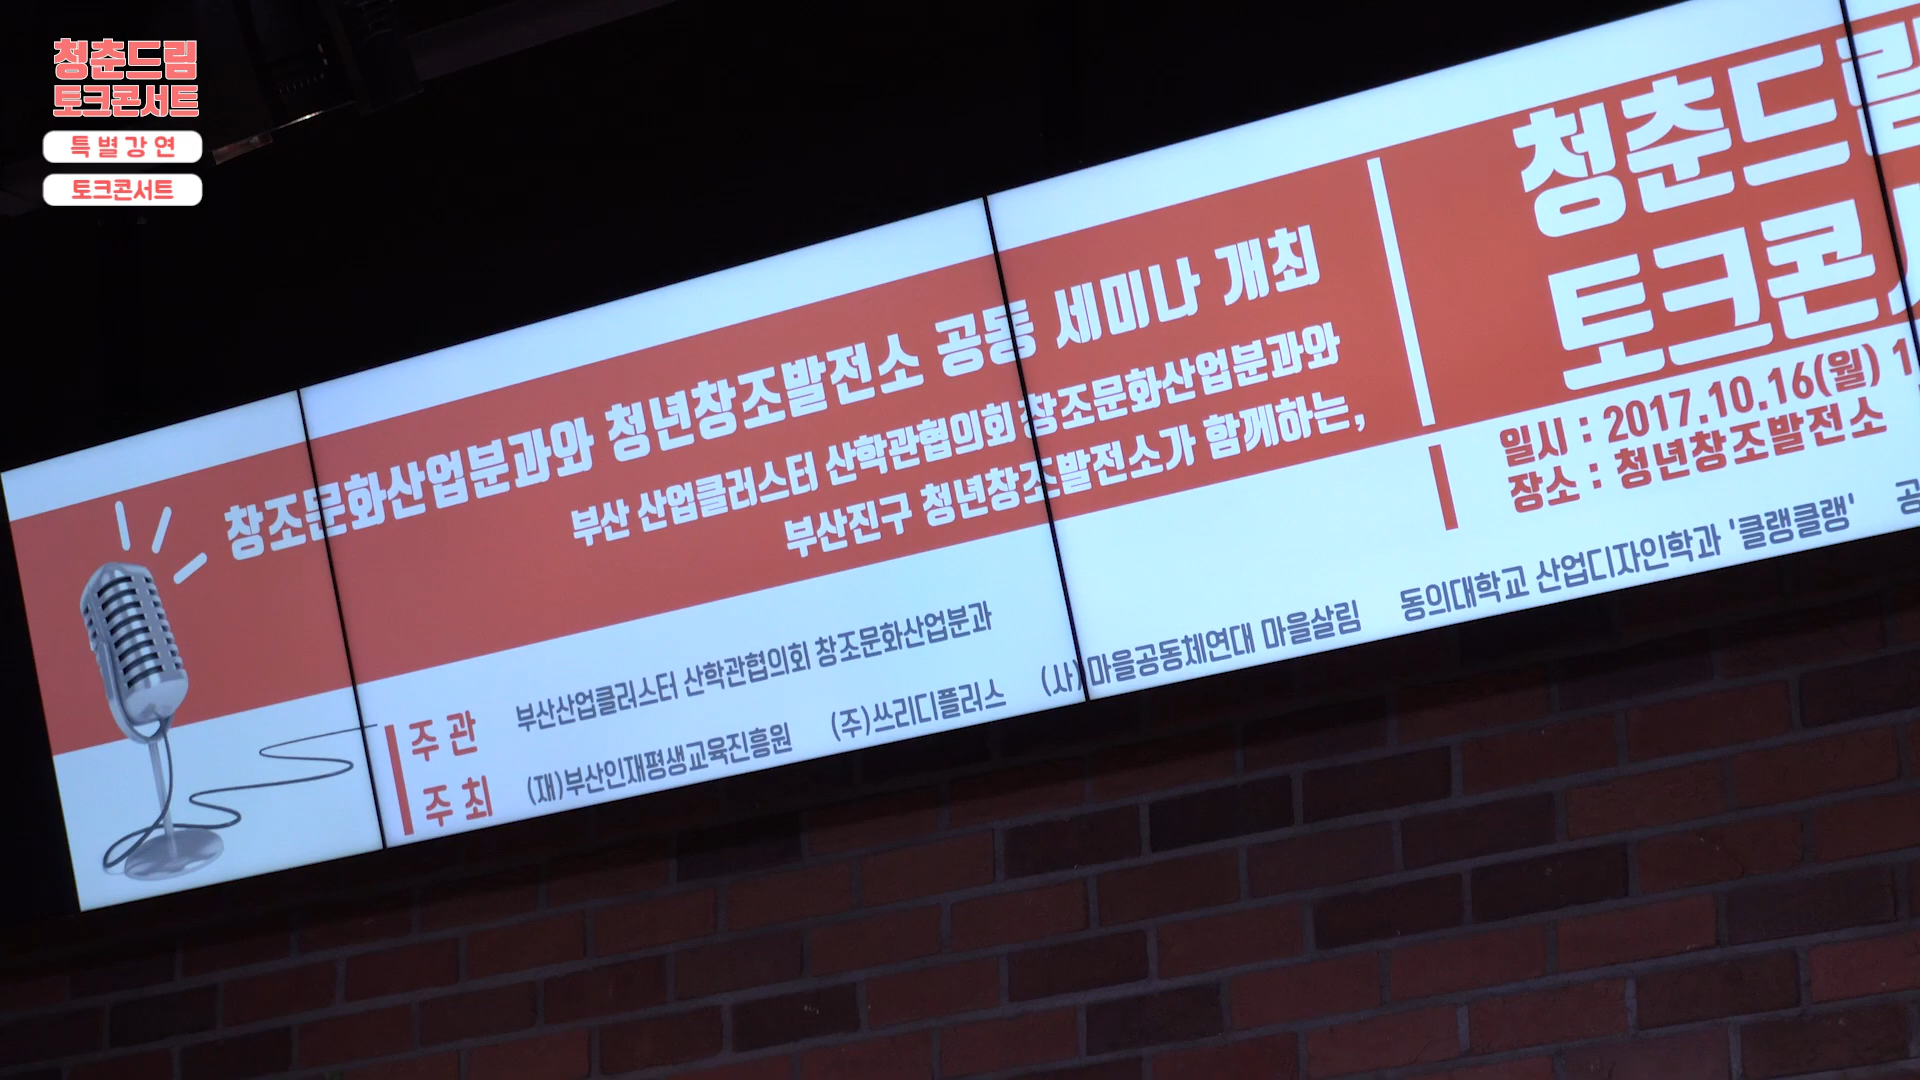 청춘드림
토크콘서트
특별강연
토크콘서트
창조문화산업분과와 청년창조발전소 공동 세미나 개최
부산 산업클러스터 산학관협의회 창조문화산업분과와
부산진구 청년창조발전소가 함께하는,
청춘드림
토크콘
일시 : 2017.10.16(월) 1
장소 : 청년창조발전소
주관 부산산업클러스터 산학관협의회 창조문화산업분과
주최 (재)부산인재평생교육진흥원 (주)쓰리디플러스 (사)마을공동체연대 마을살림 동의대학교 산업디자인학과 '클랭클랭' 공